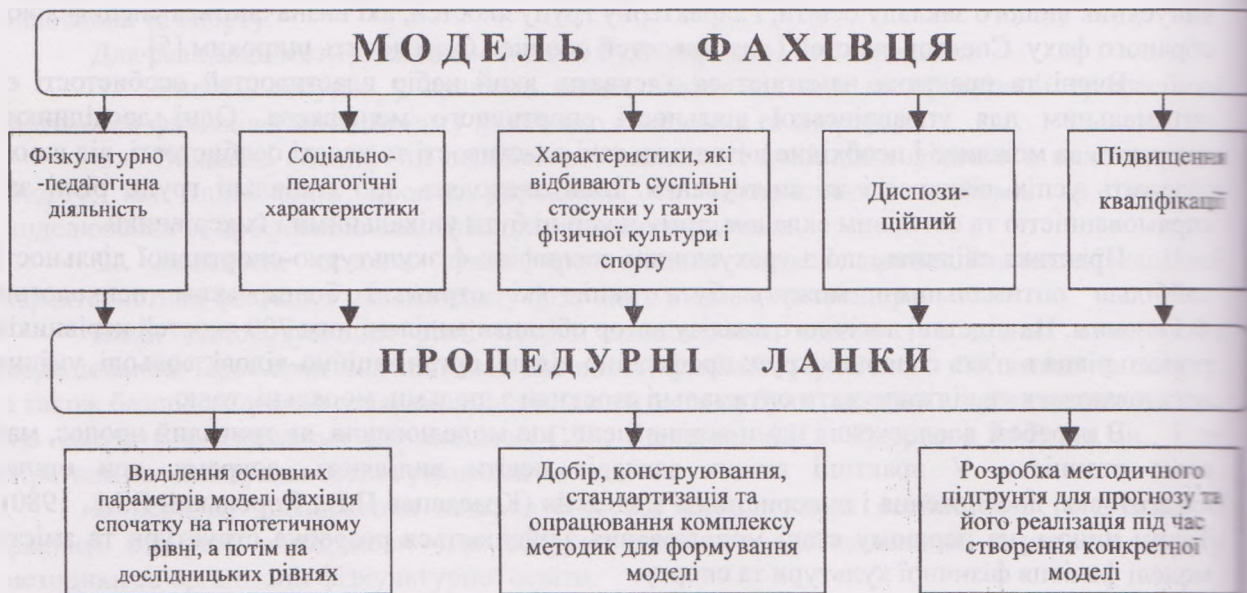 МОДЕЛЬ ФАХІВЦЯ
Фізкультурно
педагогічна
діяльність
Соціально-
педагогічні
характеристики
Характеристики, які
відбивають суспільні
стосунки у галузі
фізичної культури і
спорту
Диспози-
ційний
Підвищення
кваліфікації
ПРОЦЕДУРНІ ЛАНКИ
Виділення основних
параметрів моделі фахівця
спочатку на гіпотетичному
рівні, а потім на
дослідницьких рівнях
Добір, конструювання,
стандартизація та
опрацювання комплексу
методик для формування
моделі
Розробка методичного
підгрунтя для прогнозу та
його реалізація під час
створення конкретної
моделі